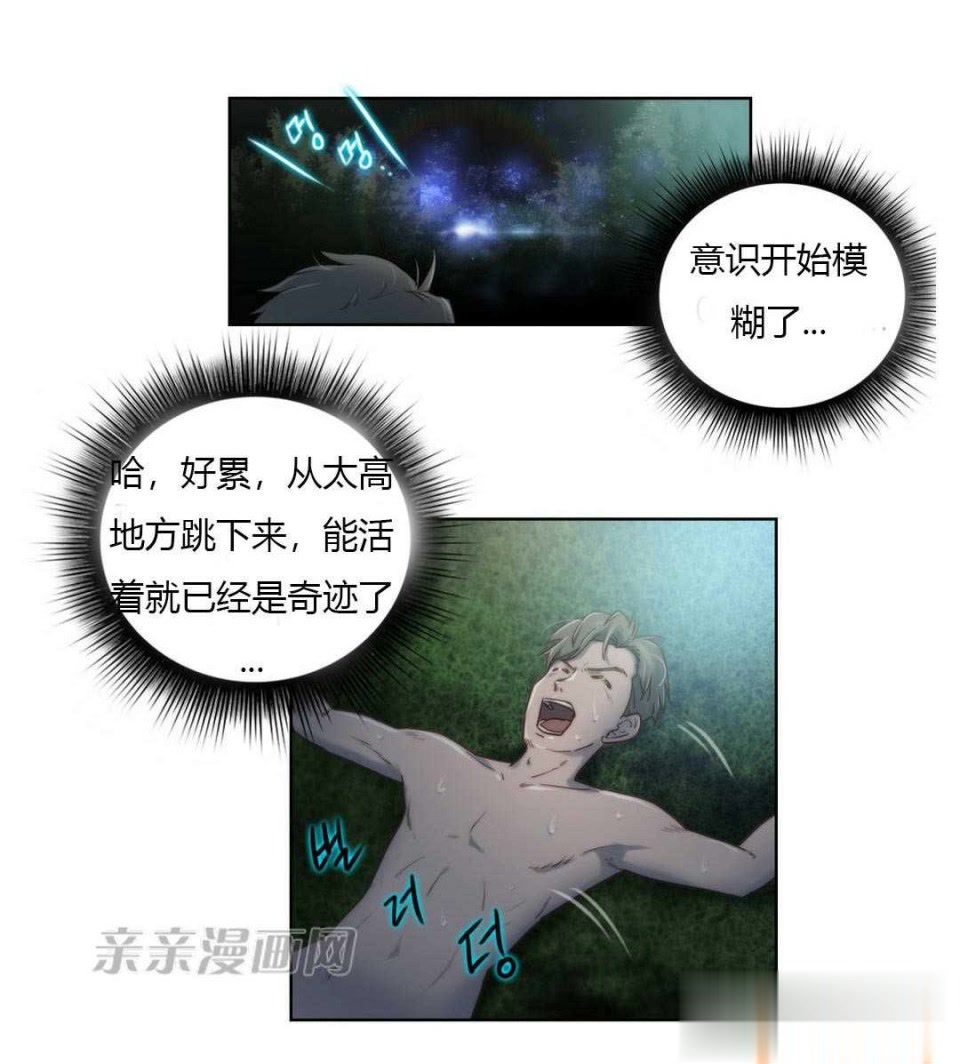 멍
멍...
意识开始模
糊了...
哈，好累，从太高
地方跳下来，能活
着就已经是奇迹了
...
벌
러
덩
亲亲漫画网